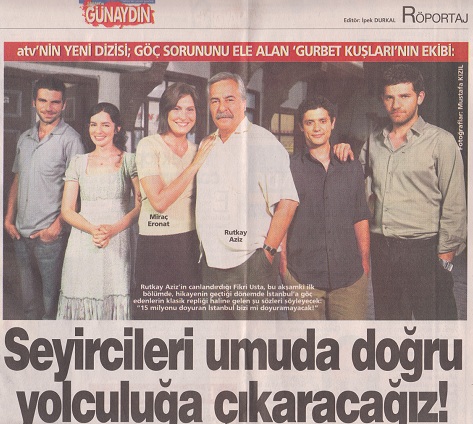 GÜNAYDIN
Editör: İpek DURKAL
RÖPORTAJ
atv'NİN YENİ DİZİSİ; GÖÇ SORUNUNU ELE ALAN 'GURBET KUŞLARI'NIN EKİBİ:
Fotoğraflar: Mustafa KIZIL
Miraç
Eronat
Rutkay
Aziz
Rutkay Aziz'in canlandırdığı Fikri Usta, bu akşamki ilk
bölümde, hikayenin geçtiği dönemde İstanbul'a göç
edenlerin klasik repliği haline gelen şu sözleri söyleyecek:
"15 milyonu doyuran İstanbul bizi mi doyuramayacak!"
Seyircileri umuda doğru
yolculuğa çıkaracağız!